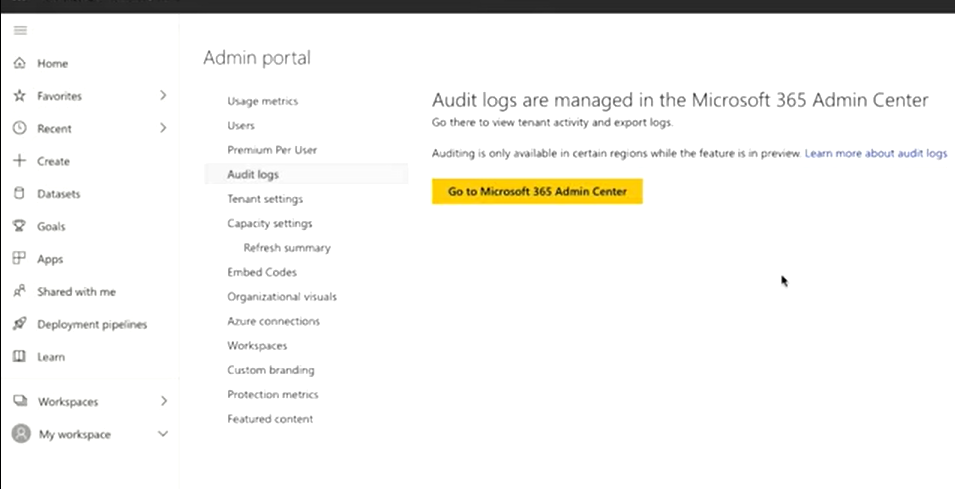 Home
Favorites
Recent
Create
Datasets
Goals
Apps
Shared with me
Deployment pipelines
Learn
Workspaces
My workspace
Admin portal
Usage metrics
Users
Premium Per User
Audit logs
Tenant settings
Capacity settings
Refresh summary
Embed Codes
Organizational visuals
Azure connections
Workspaces
Custom branding
Protection metrics
Featured content
Audit logs are managed in the Microsoft 365 Admin Center
Go there to view tenant activity and export logs.
Auditing is only available in certain regions while the feature is in preview. Learn more about audit logs
Go to Microsoft 365 Admin Center